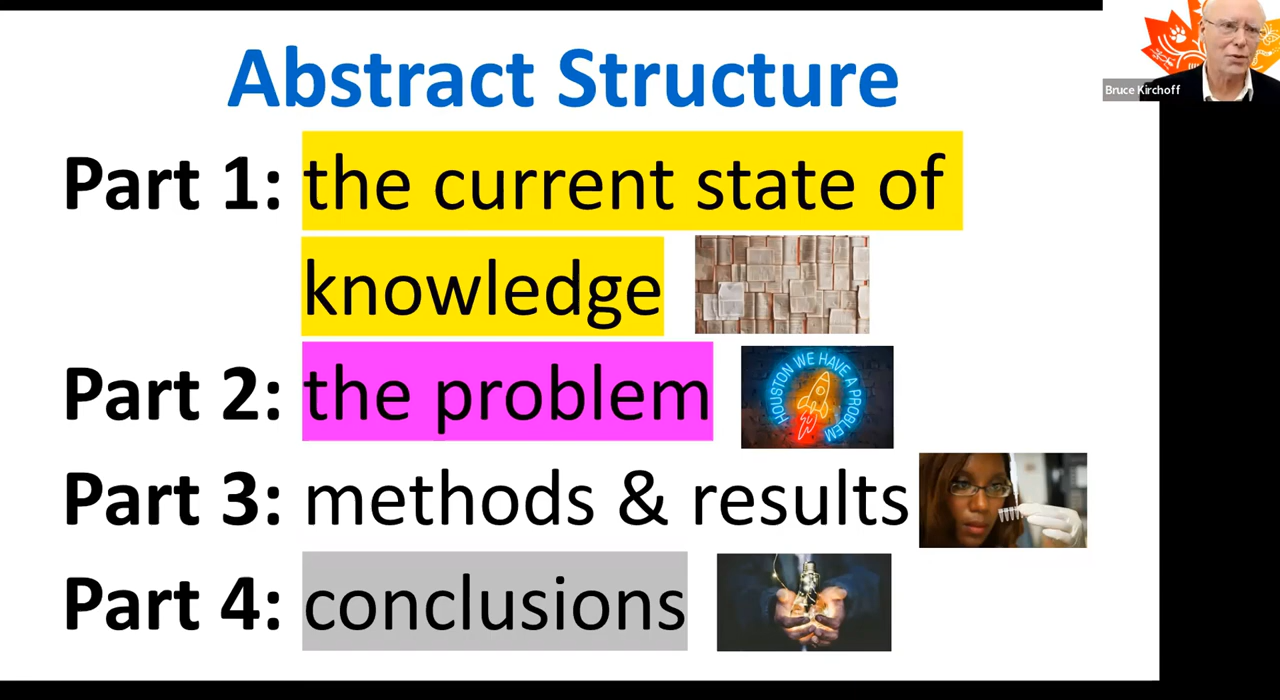 Abstract Structure
Bruce Kirchoff
Part 1: the current state of
knowledge
Part 2: the problem
HOUSTON WE HAVE A PROBLEM
Part 3: methods & results
Part 4: conclusions